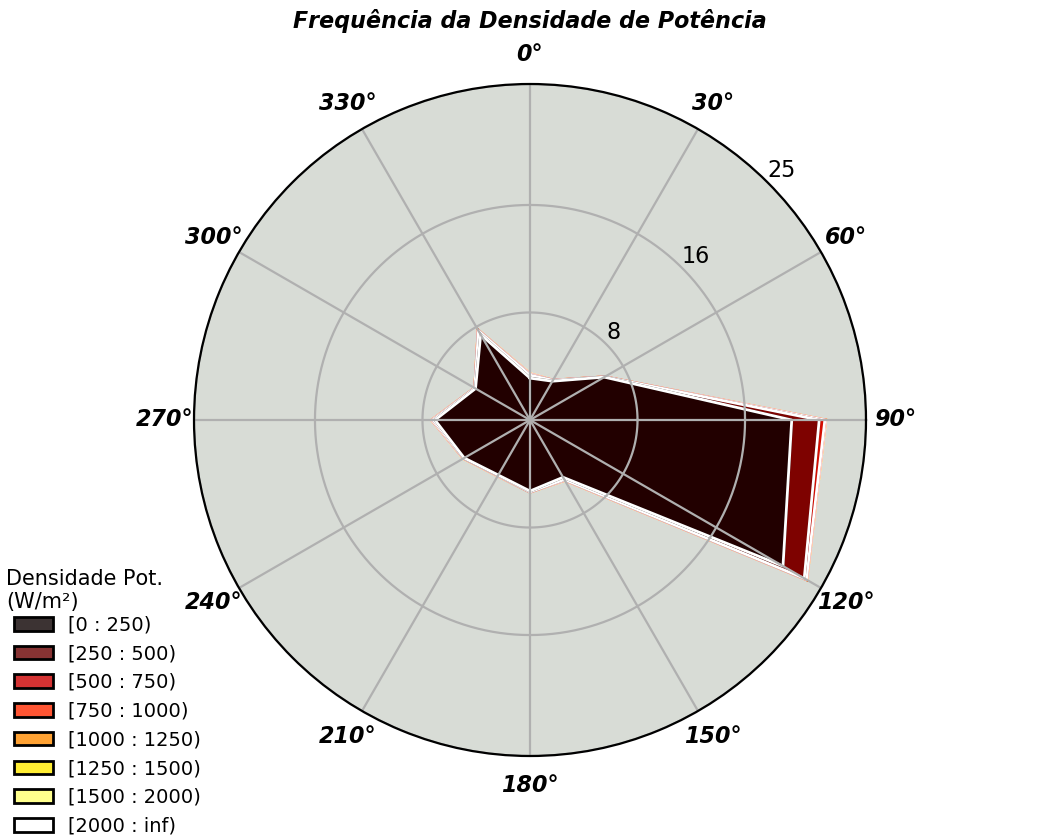 Frequência da Densidade de Potência
0°
330°
30°
25
300°
60°
16
8
270°
90°
Densidade Pot.
(W/m²)
240°
120°
[0 : 250)
[250 : 500)
[500 : 750)
[750 : 1000)
210°
150°
[1000 : 1250)
[1250 : 1500)
180°
[1500 : 2000)
[2000 : inf)